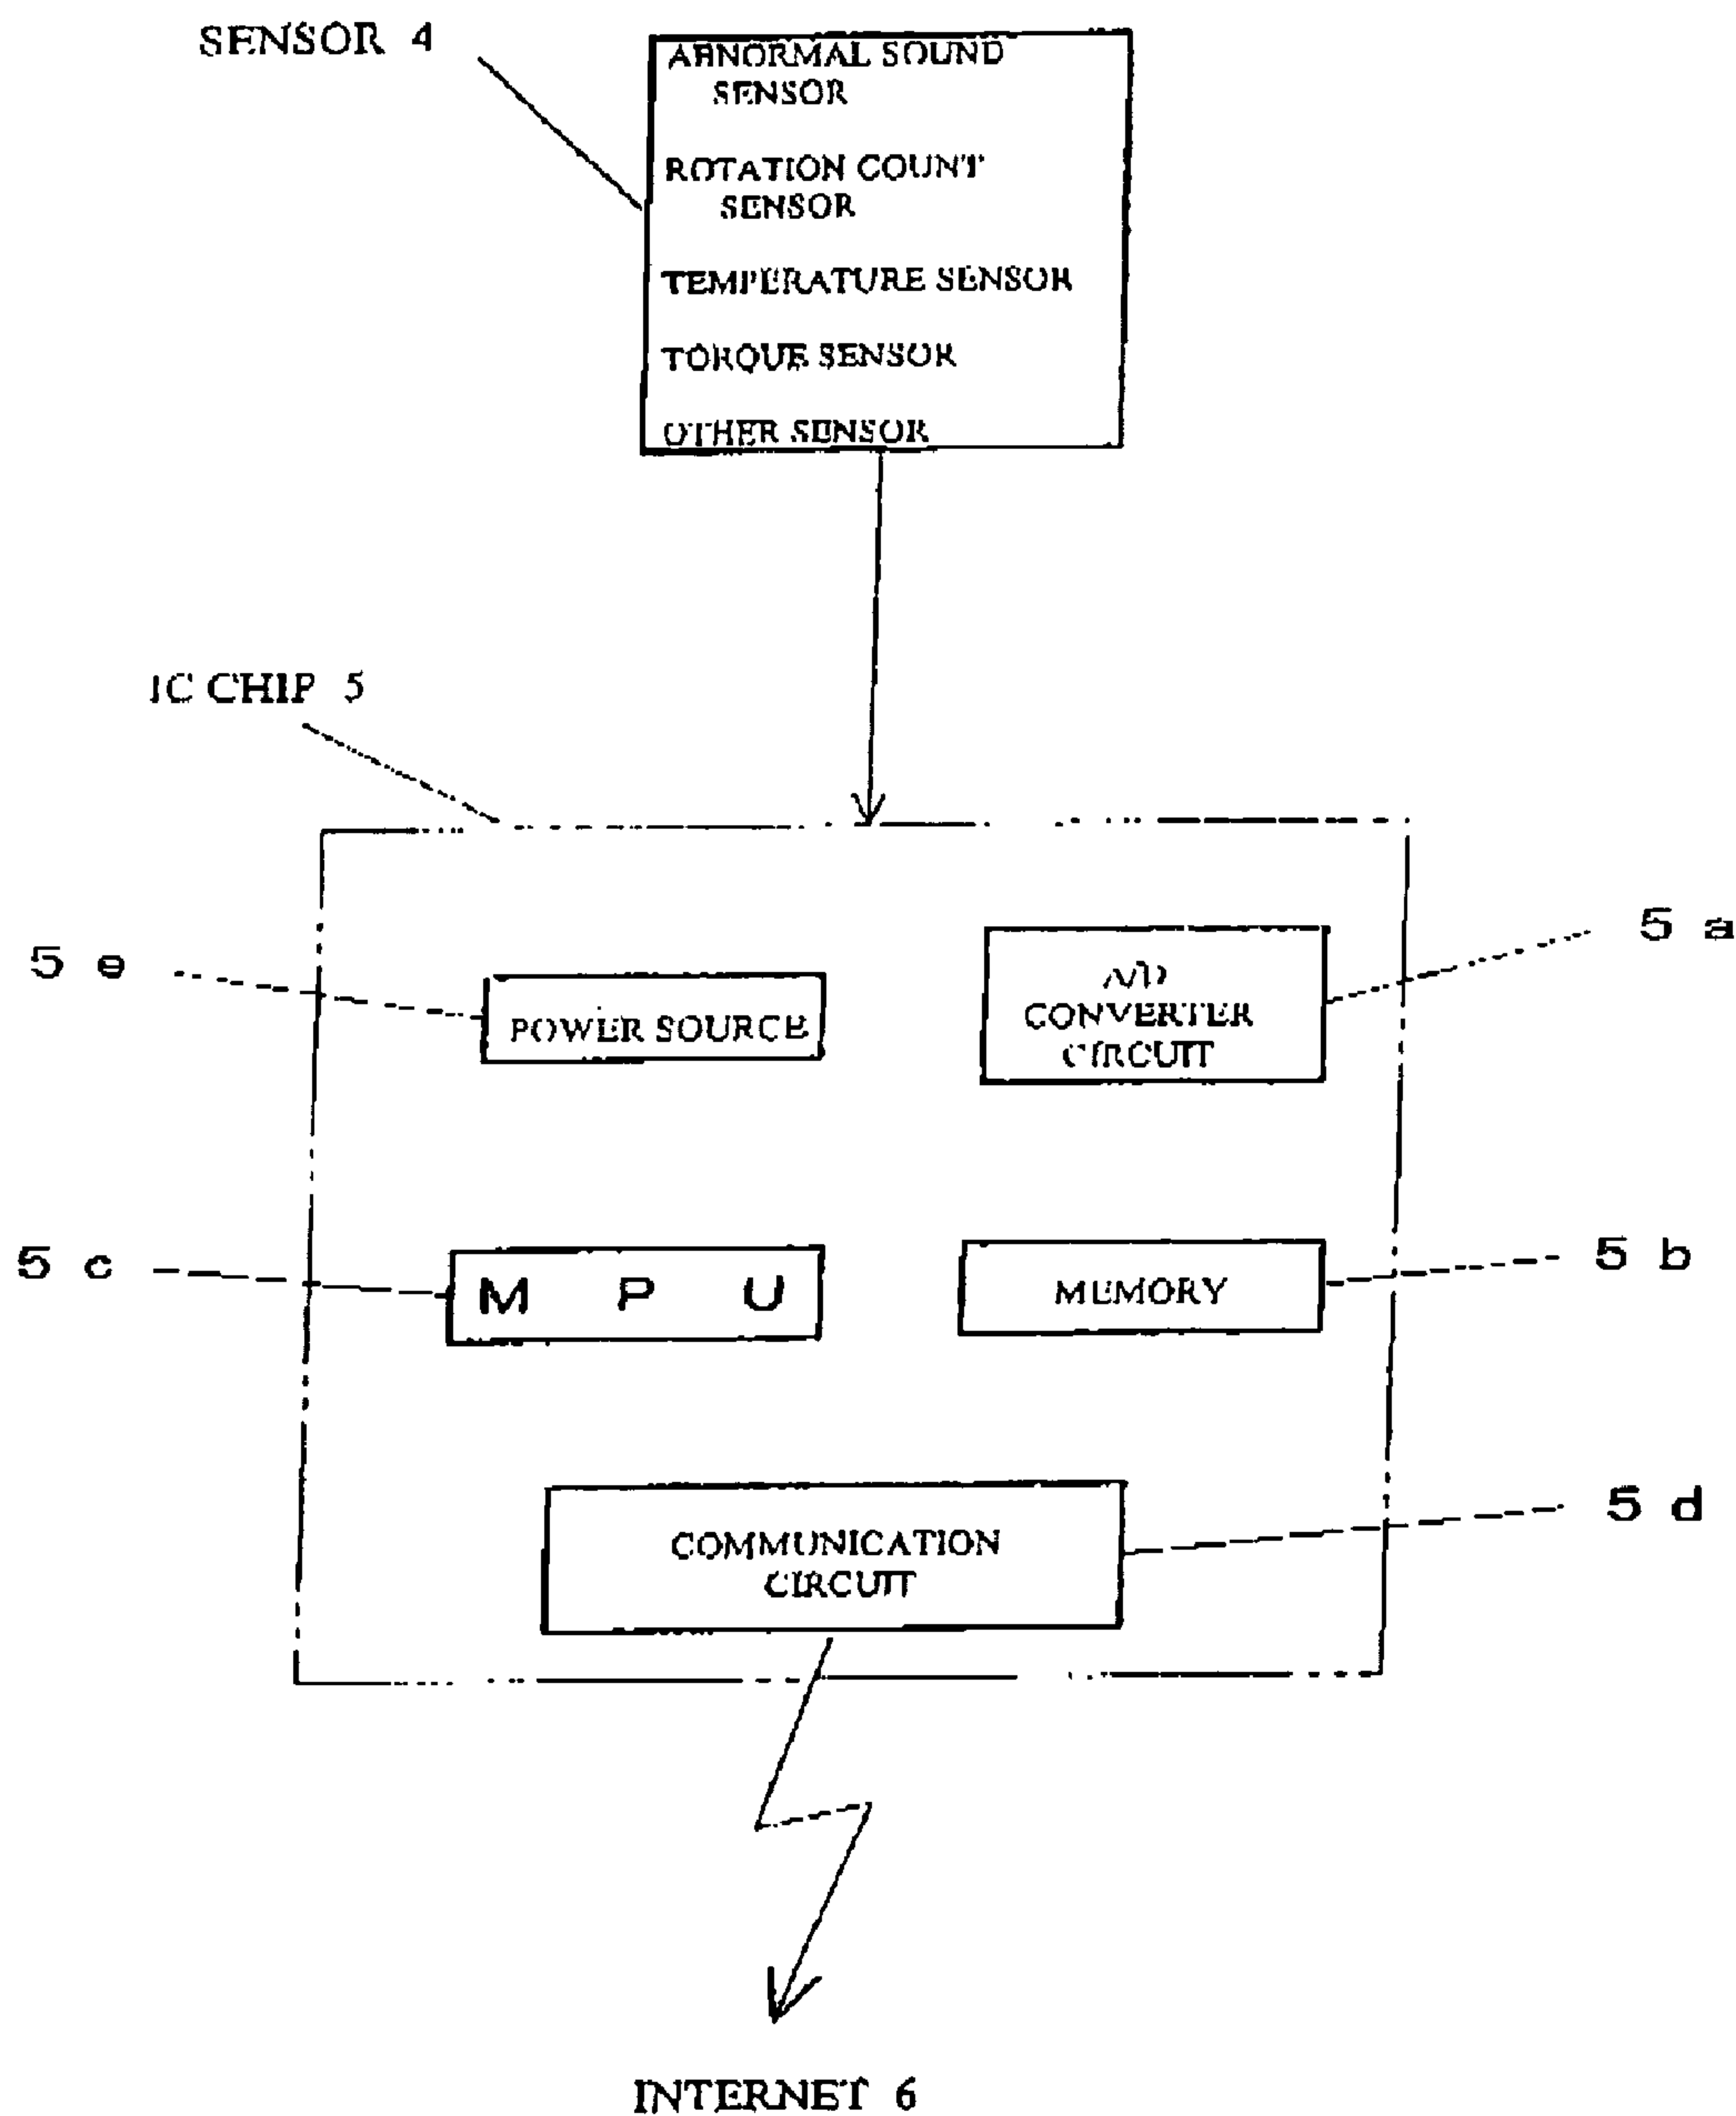 SENSOR 4
ABNORMAL SOUND
SENSOR
ROTATION COUNT
SENSOR
TEMPERATURE SENSOR
TORQUE SENSOR
OTHER SENSOR
IC CHIP 5
5 e
POWER SOURCE
A/D
CONVERTER
CIRCUIT
5 a
5 c
M P U
MEMORY
5 b
COMMUNICATION
CIRCUIT
5 d
INTERNET 6